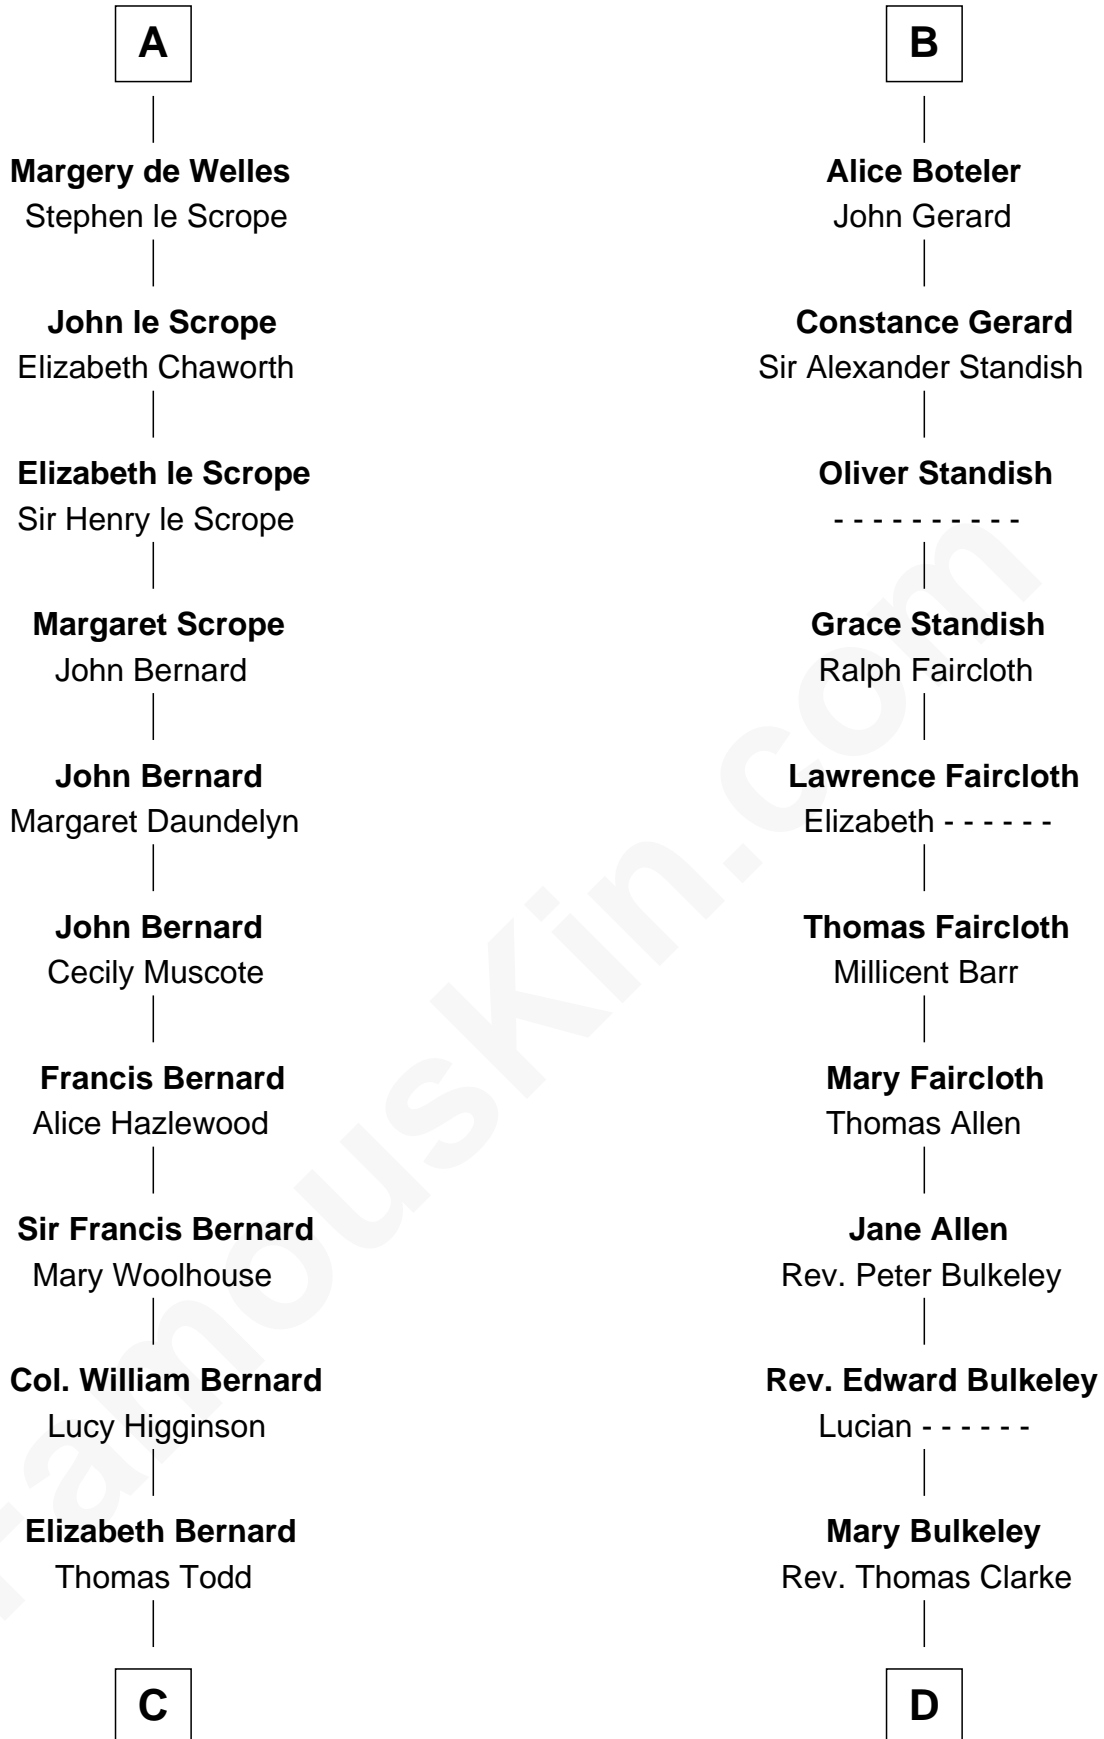 A
Margery de Welles
Stephen le Scrope
John le Scrope
Elizabeth Chaworth
Elizabeth le Scrope
Sir Henry le Scrope
Margaret Scrope
John Bernard
John Bernard
Margaret Daundelyn
John Bernard
Cecily Muscote
Francis Bernard
Alice Hazlewood
Sir Francis Bernard
Mary Woolhouse
Col. William Bernard
Lucy Higginson
Elizabeth Bernard
Thomas Todd
C
B
Alice Boteler
John Gerard
Constance Gerard
Sir Alexander Standish
Oliver Standish
- - - - - - - - - -
Grace Standish
Ralph Faircloth
Lawrence Faircloth
Elizabeth - - - - - -
Thomas Faircloth
Millicent Barr
Mary Faircloth
Thomas Allen
Jane Allen
Rev. Peter Bulkeley
Rev. Edward Bulkeley
Lucian - - - - - -
Mary Bulkeley
Rev. Thomas Clarke
D
FamousKin.com